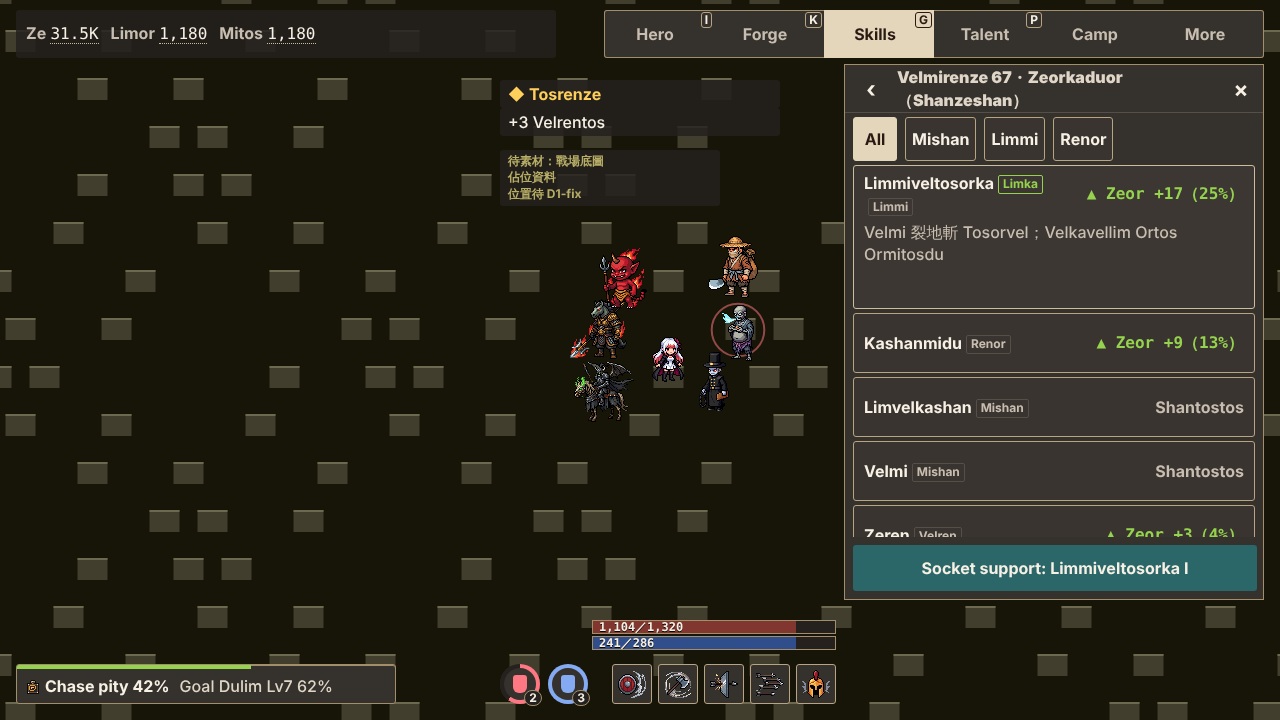 Ze 31.5K Limor 1,180 Mitos 1,180
Hero I
Forge K
Skills G
Talent P
Camp
More
◆ Tosrenze
+3 Velrentos
待素材：戰場底圖
佔位資料
位置待 D1-fix
Velmirenze 67 · Zeorkaduor
（Shanzeshan）
All
Mishan
Limmi
Renor
Limmiveltosorka Limka
Limmi
▲ Zeor +17 (25%)
Velmi 裂地斬 Tosorvel；Velkavellim Ortos
Ormitosdu
Kashanmidu Renor ▲ Zeor +9 (13%)
Limvelkashan Mishan Shantostos
Velmi Mishan Shantostos
Zeren Velren ▲ Zeor +3 (4%)
Socket support: Limmiveltosorka I
1,104／1,320
241／286
Chase pity 42% Goal Dulim Lv7 62%
2
3